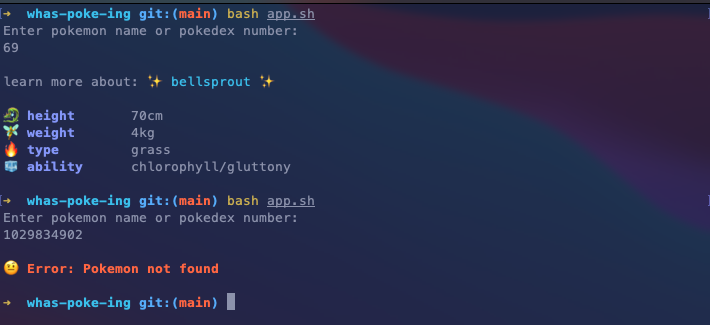 ➜ whas-poke-ing git:(main) bash app.sh
Enter pokemon name or pokedex number:
69
learn more about: ✨ bellsprout ✨
🐉 height 70cm
🧚 weight 4kg
🔥 type grass
🧊 ability chlorophyll/gluttony
➜ whas-poke-ing git:(main) bash app.sh
Enter pokemon name or pokedex number:
1029834902
🤨 Error: Pokemon not found
➜ whas-poke-ing git:(main)